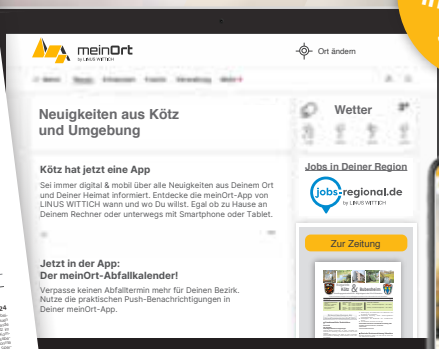 meinOrt
by LINUS WITTICH
Ort ändern
Neuigkeiten aus Kötz
und Umgebung
Wetter
Kötz hat jetzt eine App
Sei immer digital & mobil über alle Neuigkeiten aus Deinem Ort
und Deiner Heimat informiert. Entdecke die meinOrt-App von
LINUS WITTICH wann und wo Du willst. Egal ob zu Hause an
Deinem Rechner oder unterwegs mit Smartphone oder Tablet.
Jetzt in der App:
Der meinOrt-Abfallkalender!
Verpasse keinen Abfalltermin mehr für Deinen Bezirk.
Nutze die praktischen Push-Benachrichtigungen in
Deiner meinOrt-App.
Jobs in Deiner Region
jobs-regional.de
by LINUS WITTICH
Zur Zeitung
Kötz &